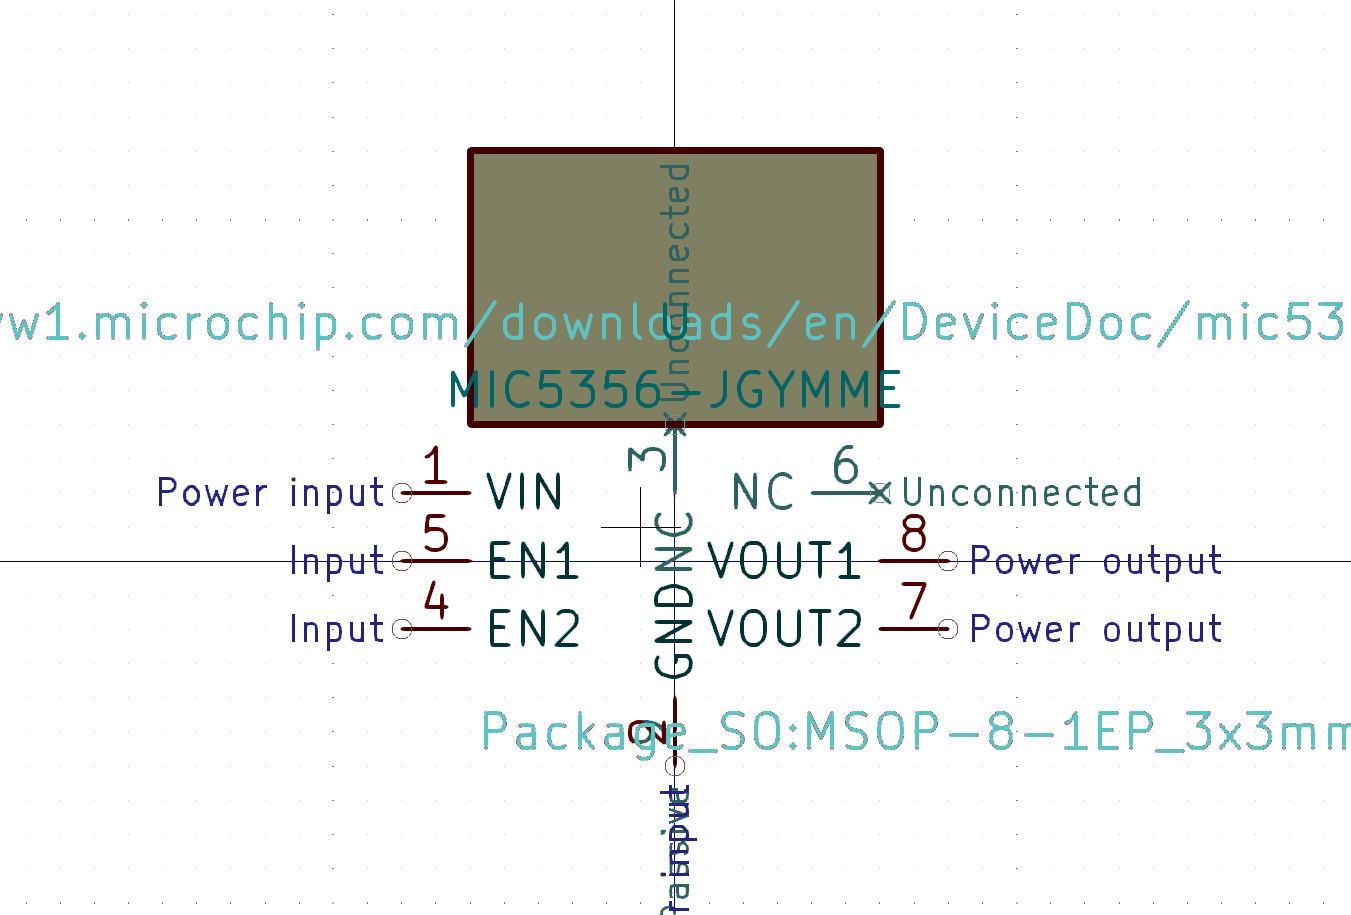 Unconnected
w1.microchip.com/downloads/en/DeviceDoc/mic53
U
MIC5356-JGYMME
Power input 1 VIN
3
NC 6 Unconnected
Input 5 EN1
NC
VOUT1 8 Power output
Input 4 EN2
GND
VOUT2 7 Power output
Package_SO:MSOP-8-1EP_3x3mm
input